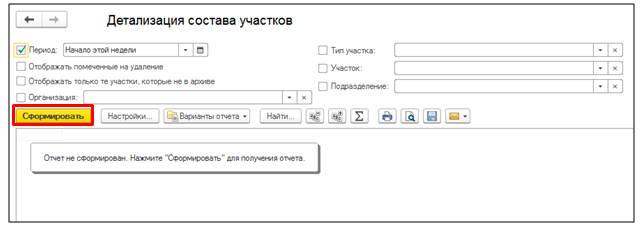 Детализация состава участков
Период: Начало этой недели
Тип участка:
Отображать помеченные на удаление
Участок:
Отображать только те участки, которые не в архиве
Подразделение:
Организация:
Сформировать Настройки... Варианты отчета Найти...
Отчет не сформирован. Нажмите "Сформировать" для получения отчета.